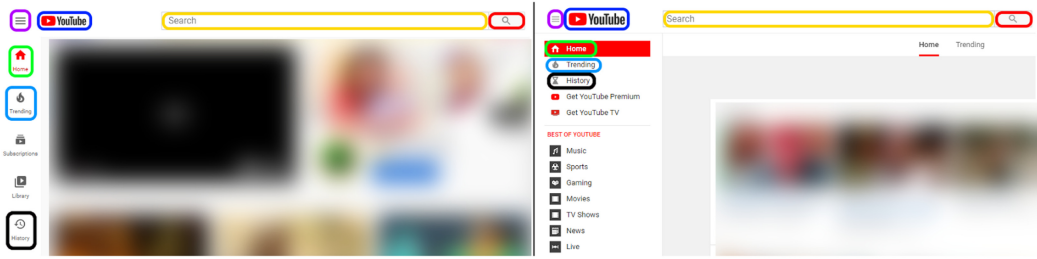 YouTube
Search
Home
Trending
Subscriptions
Library
History
YouTube
Search
Home
Trending
Home
Trending
History
Get YouTube Premium
Get YouTube TV
BEST OF YOUTUBE
Music
Sports
Gaming
Movies
TV Shows
News
Live